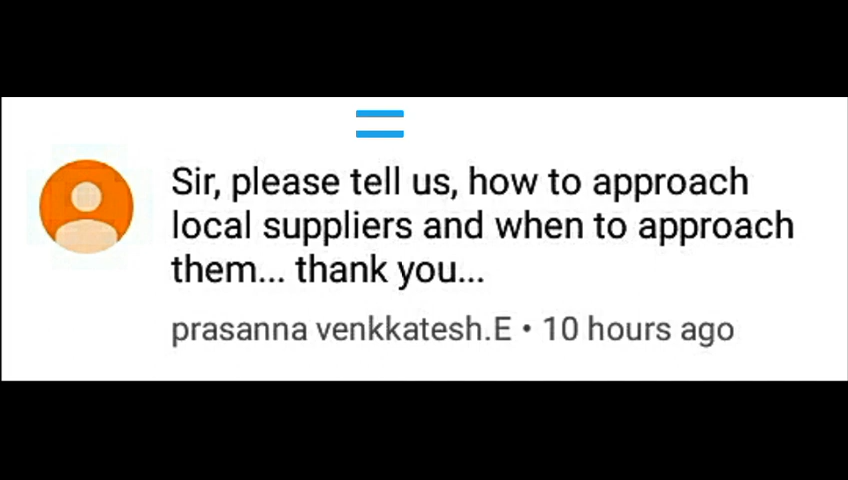 Sir, please tell us, how to approach
local suppliers and when to approach
them... thank you...
prasanna venkkatesh.E • 10 hours ago